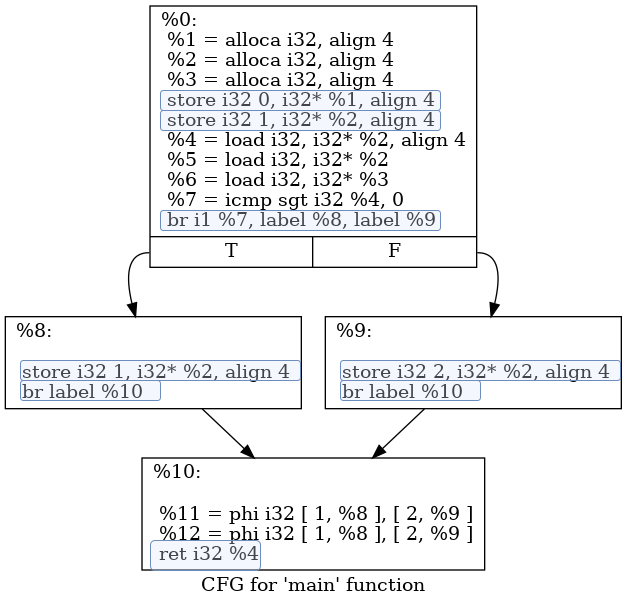 %0:
%1 = alloca i32, align 4
%2 = alloca i32, align 4
%3 = alloca i32, align 4
store i32 0, i32* %1, align 4
store i32 1, i32* %2, align 4
%4 = load i32, i32* %2, align 4
%5 = load i32, i32* %2
%6 = load i32, i32* %3
%7 = icmp sgt i32 %4, 0
br i1 %7, label %8, label %9
T F
%8:
store i32 1, i32* %2, align 4
br label %10
%9:
store i32 2, i32* %2, align 4
br label %10
%10:
%11 = phi i32 [ 1, %8 ], [ 2, %9 ]
%12 = phi i32 [ 1, %8 ], [ 2, %9 ]
ret i32 %4
CFG for 'main' function